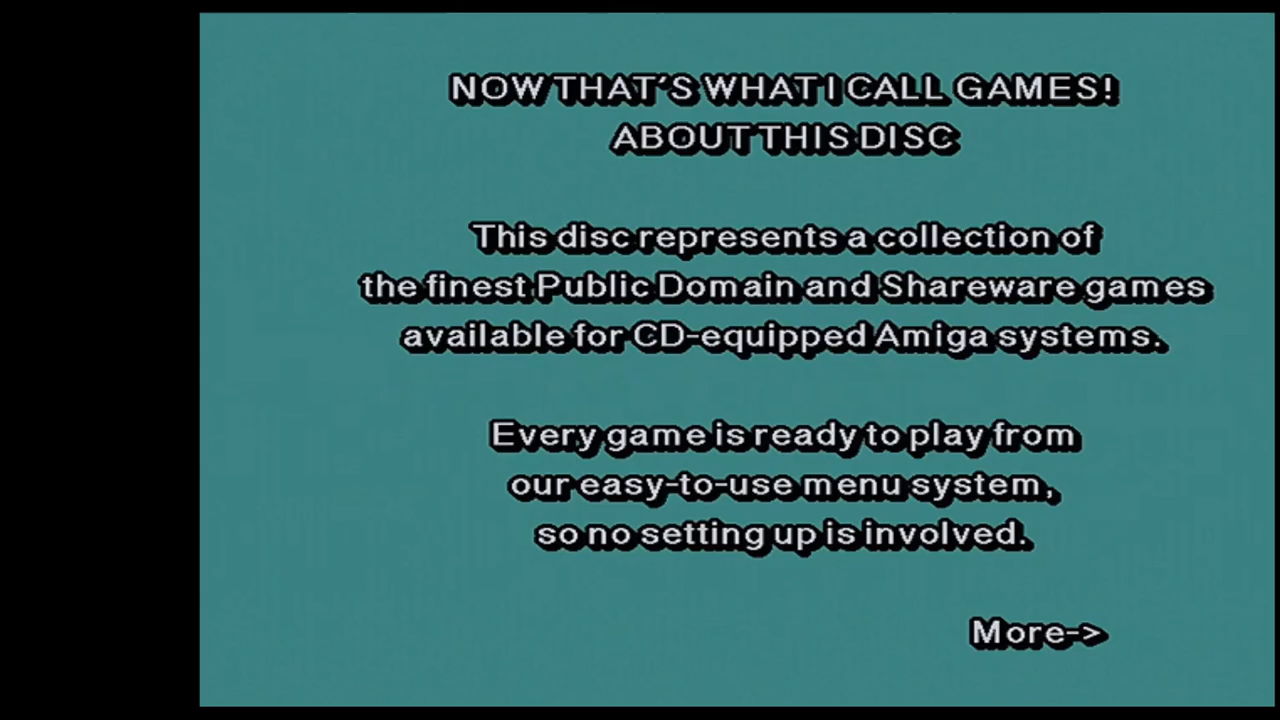 NOW THAT'S WHAT I CALL GAMES!
ABOUT THIS DISC
This disc represents a collection of
the finest Public Domain and Shareware games
available for CD-equipped Amiga systems.
Every game is ready to play from
our easy-to-use menu system,
so no setting up is involved.
More->